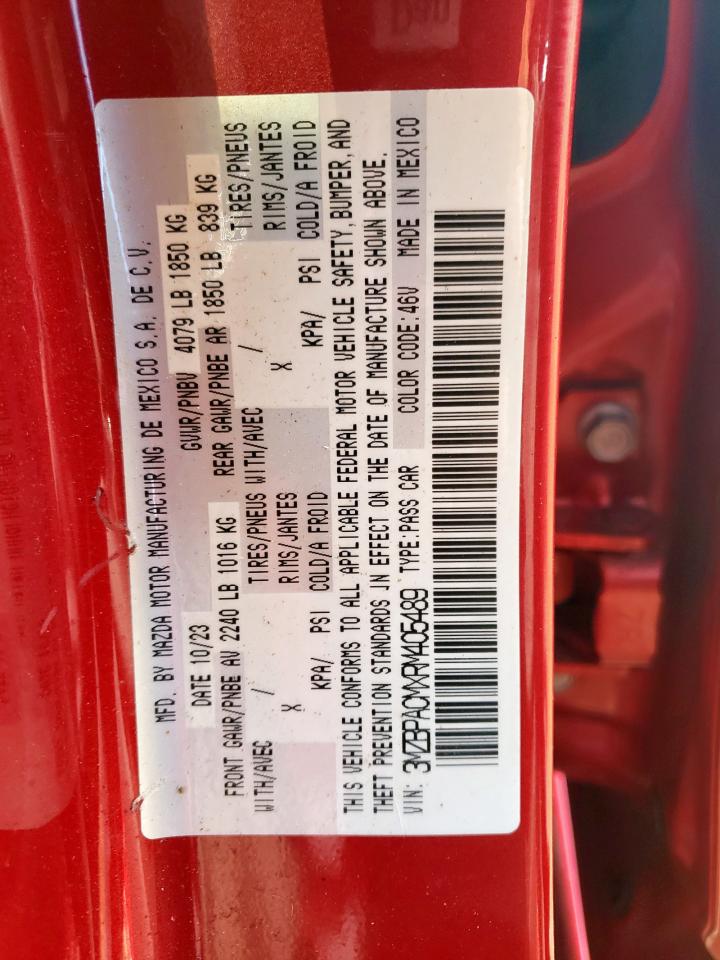 MFD. BY MAZDA MOTOR MANUFACTURING DE MEXICO S.A. DE C.V.
DATE 10/23 GVWR/PNBV 4079 LB 1850 KG
FRONT GAWR/PNBE AV 2240 LB 1016 KG REAR GAWR/PNBE AR 1850 LB 839 KG
WITH/AVEC / TIRES/PNEUS WITH/AVEC / TIRES/PNEUS
X RIMS/JANTES X RIMS/JANTES
KPA/ PSI COLD/A FROID KPA/ PSI COLD/A FROID
THIS VEHICLE CONFORMS TO ALL APPLICABLE FEDERAL MOTOR VEHICLE SAFETY, BUMPER, AND
THEFT PREVENTION STANDARDS IN EFFECT ON THE DATE OF MANUFACTURE SHOWN ABOVE.
VIN: 3MZBPACMXRM405489 TYPE:PASS CAR COLOR CODE:46V MADE IN MEXICO